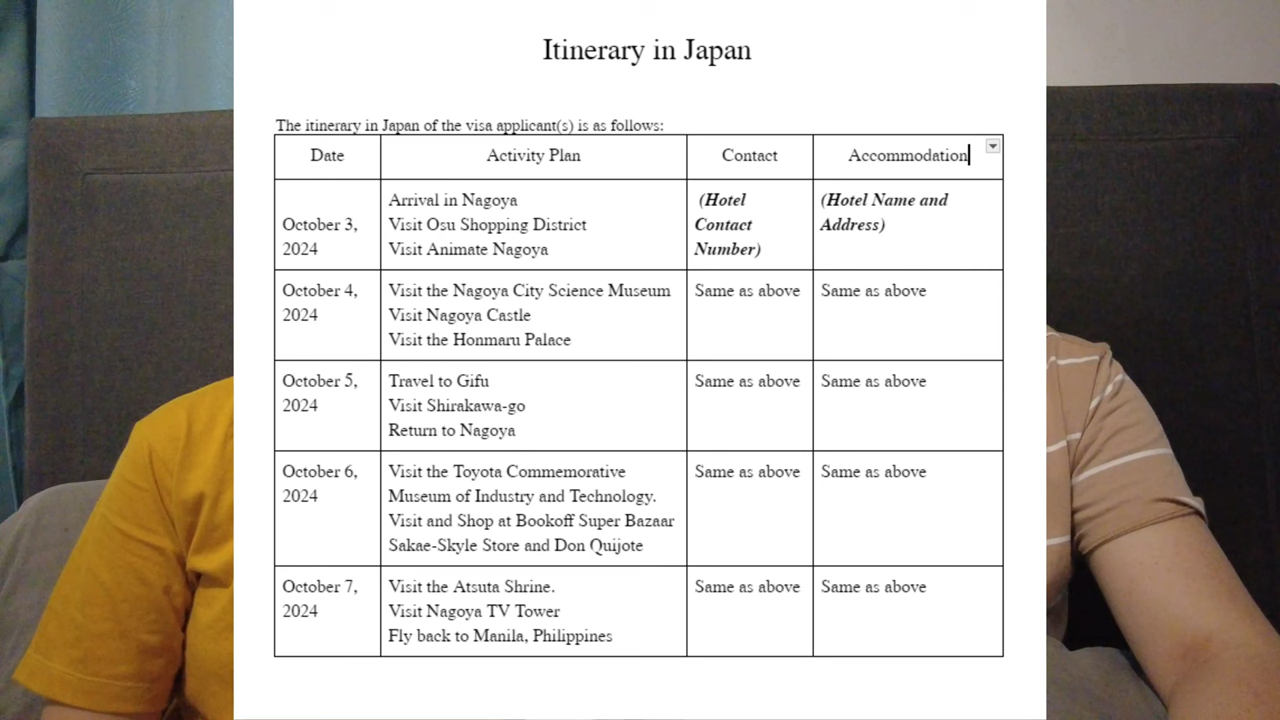 Itinerary in Japan
The itinerary in Japan of the visa applicant(s) is as follows:
Date Activity Plan Contact Accommodation
October 3,
2024
Arrival in Nagoya
Visit Osu Shopping District
Visit Animate Nagoya
(Hotel
Contact
Number)
(Hotel Name and
Address)
October 4,
2024
Visit the Nagoya City Science Museum
Visit Nagoya Castle
Visit the Honmaru Palace
Same as above
Same as above
October 5,
2024
Travel to Gifu
Visit Shirakawa-go
Return to Nagoya
Same as above
Same as above
October 6,
2024
Visit the Toyota Commemorative
Museum of Industry and Technology.
Visit and Shop at Bookoff Super Bazaar
Sakae-Skyle Store and Don Quijote
Same as above
Same as above
October 7,
2024
Visit the Atsuta Shrine.
Visit Nagoya TV Tower
Fly back to Manila, Philippines
Same as above
Same as above